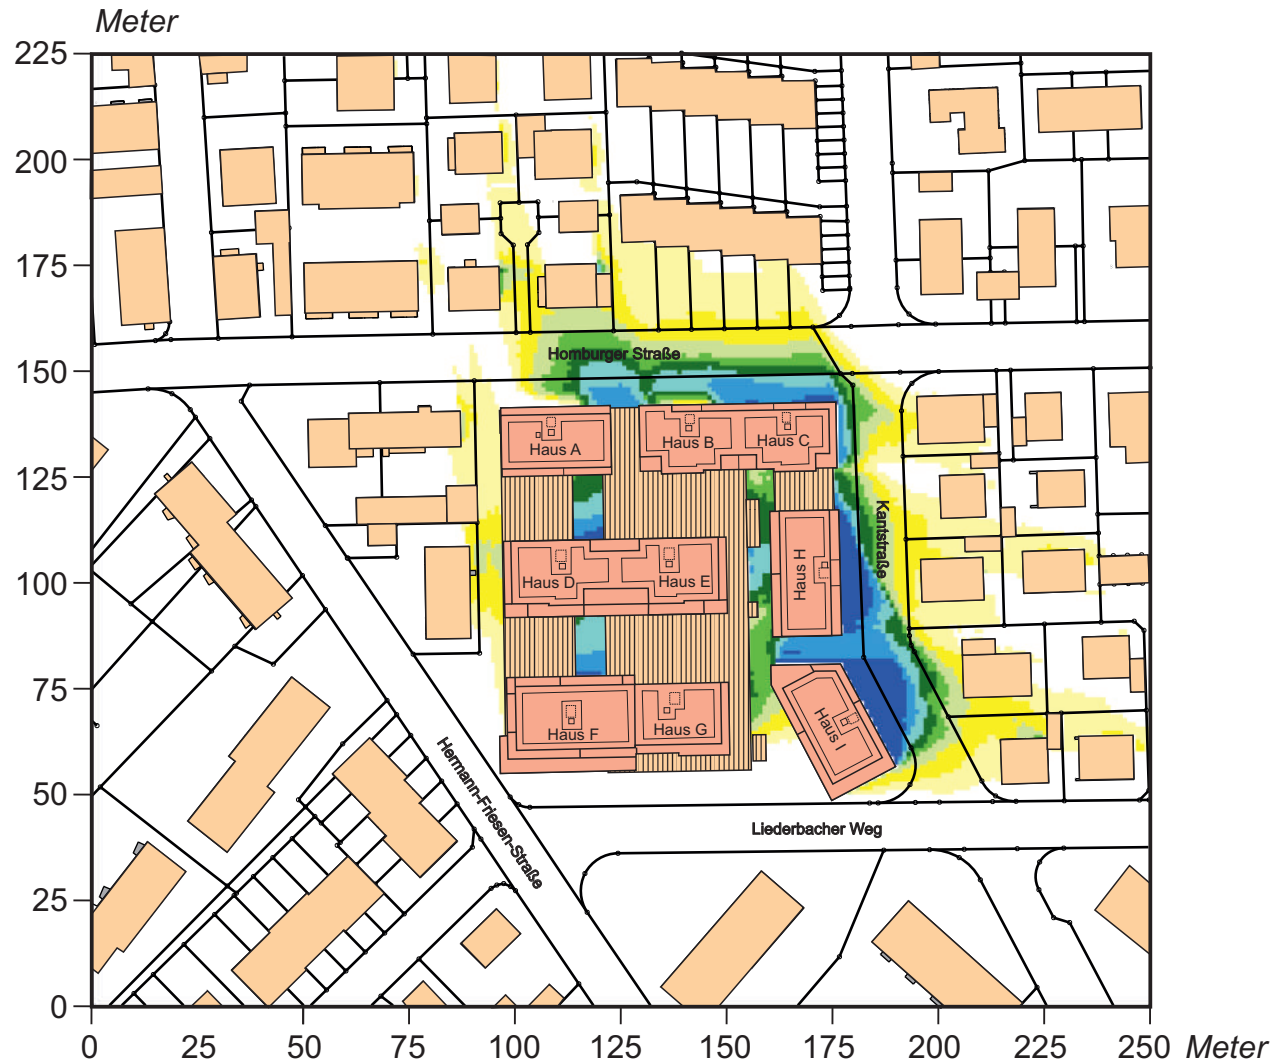 Meter
225
200
175
150
125
100
75
50
25
0
Homburger Straße
Haus A
Haus B
Haus C
Kantstraße
Haus D
Haus E
Haus H
Haus F
Haus G
Haus I
Hermann-Friesen-Straße
Liederbacher Weg
0 25 50 75 100 125 150 175 200 225 250 Meter